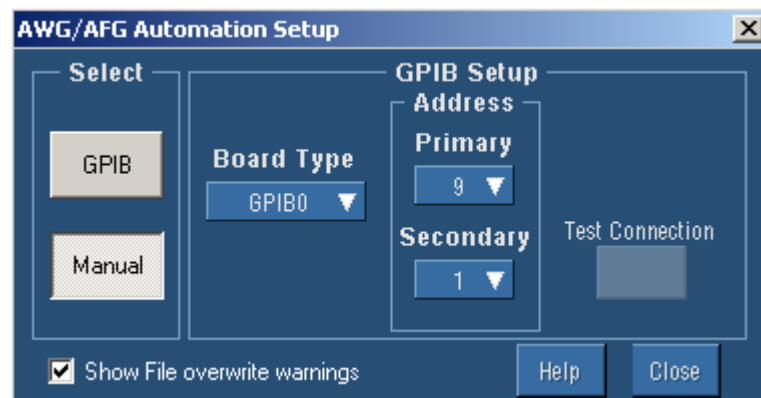 AWG/AFG Automation Setup
Select
GPIB
Manual
GPIB Setup
Board Type
GPIB0
Address
Primary
9
Secondary
1
Test Connection
Show File overwrite warnings
Help
Close